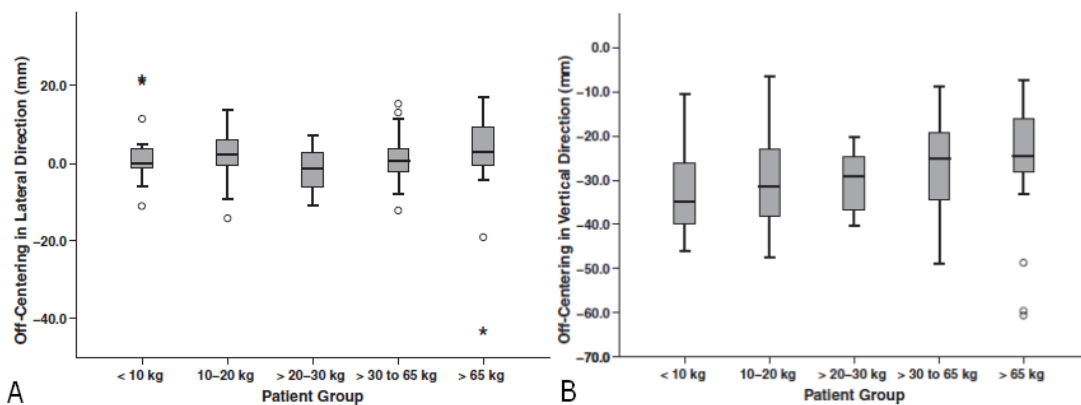 Off-Centering in Lateral Direction (mm)
20.0
0.0
−20.0
−40.0
< 10 kg 10–20 kg > 20–30 kg > 30 to 65 kg > 65 kg
Patient Group
A
Off-Centering in Vertical Direction (mm)
0.0
−10.0
−20.0
−30.0
−40.0
−50.0
−60.0
−70.0
< 10 kg 10–20 kg > 20–30 kg > 30 to 65 kg > 65 kg
Patient Group
B